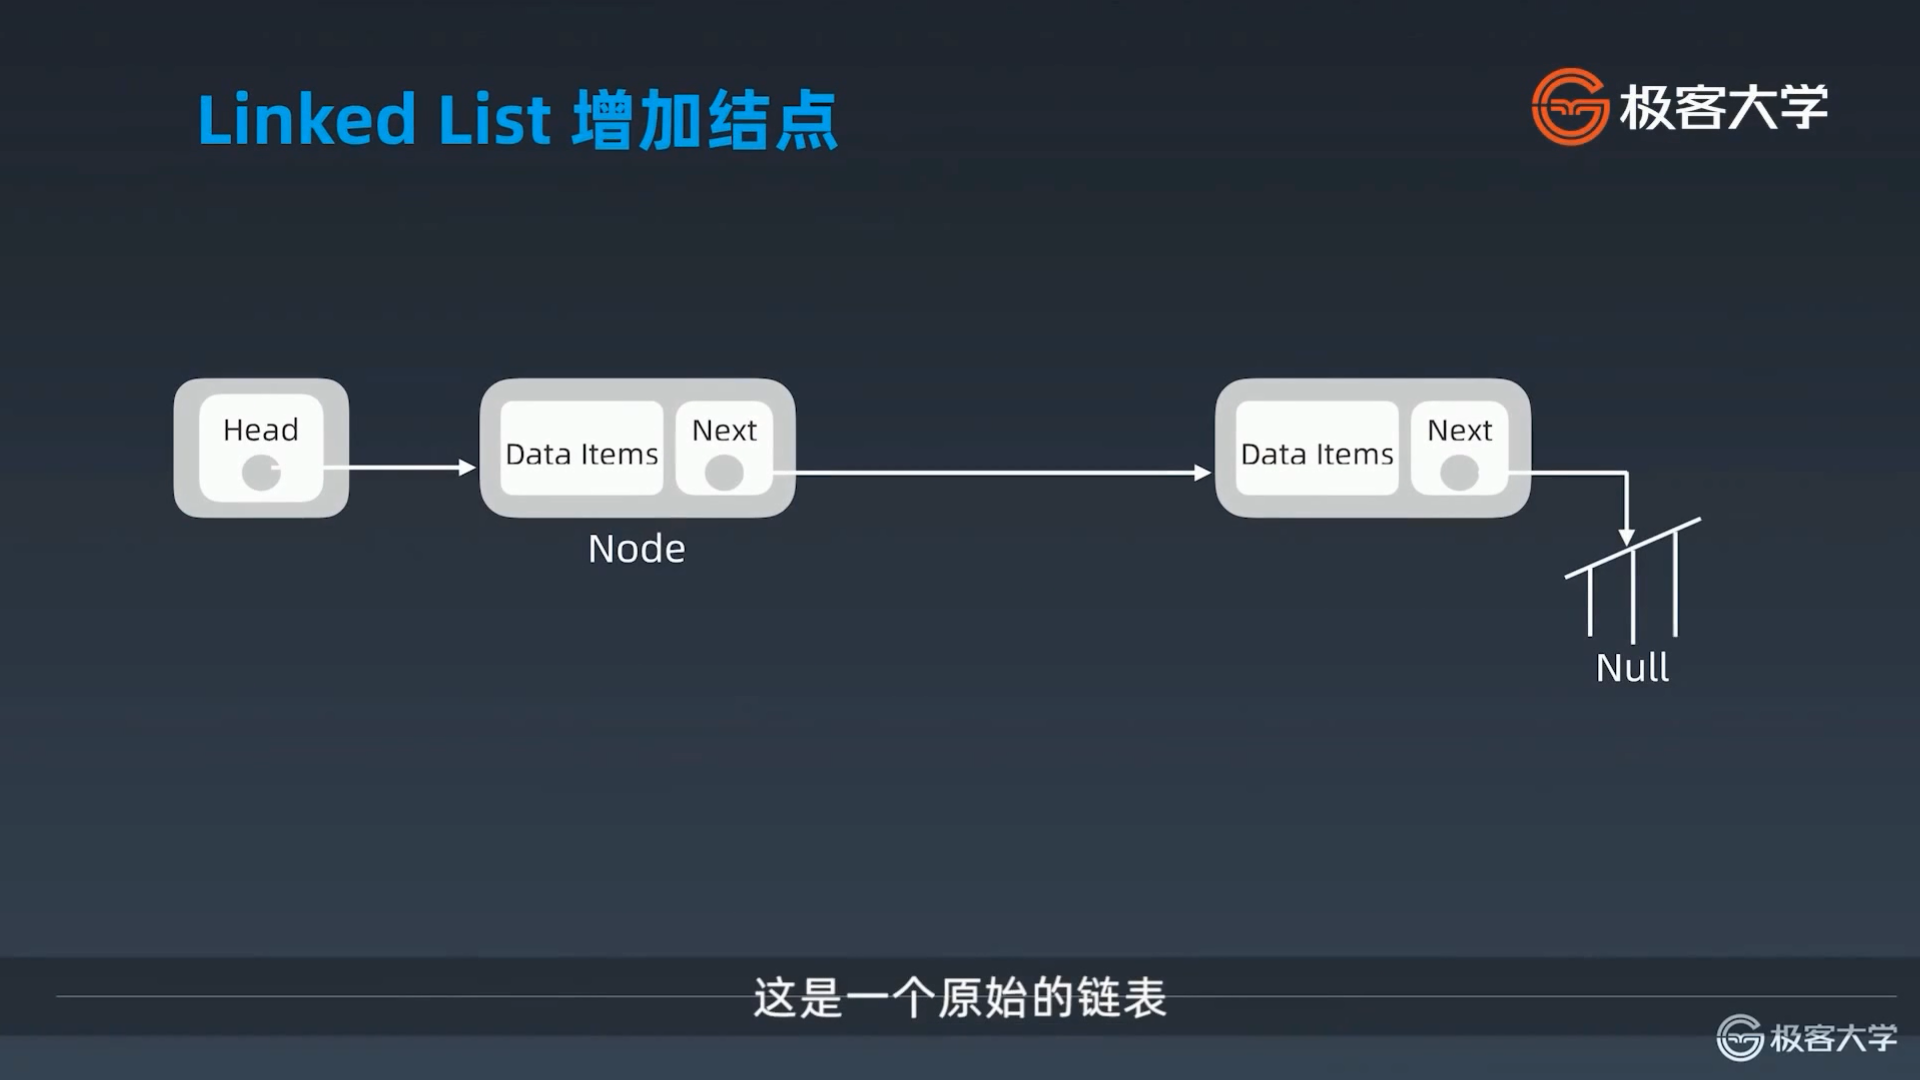 Linked List 增加结点
极客大学
Head
Data Items
Next
Data Items
Next
Node
Null
这是一个原始的链表
极客大学